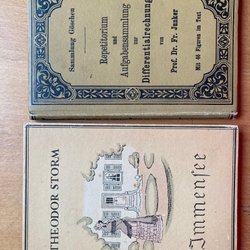 Sammlung Göschen
Repetitorium
und
Aufgabensammlung
zur
Differentialrechnung
von
Prof. Dr. Fr. Junker
Mit 46 Figuren im Text
THEODOR STORM
Immensee